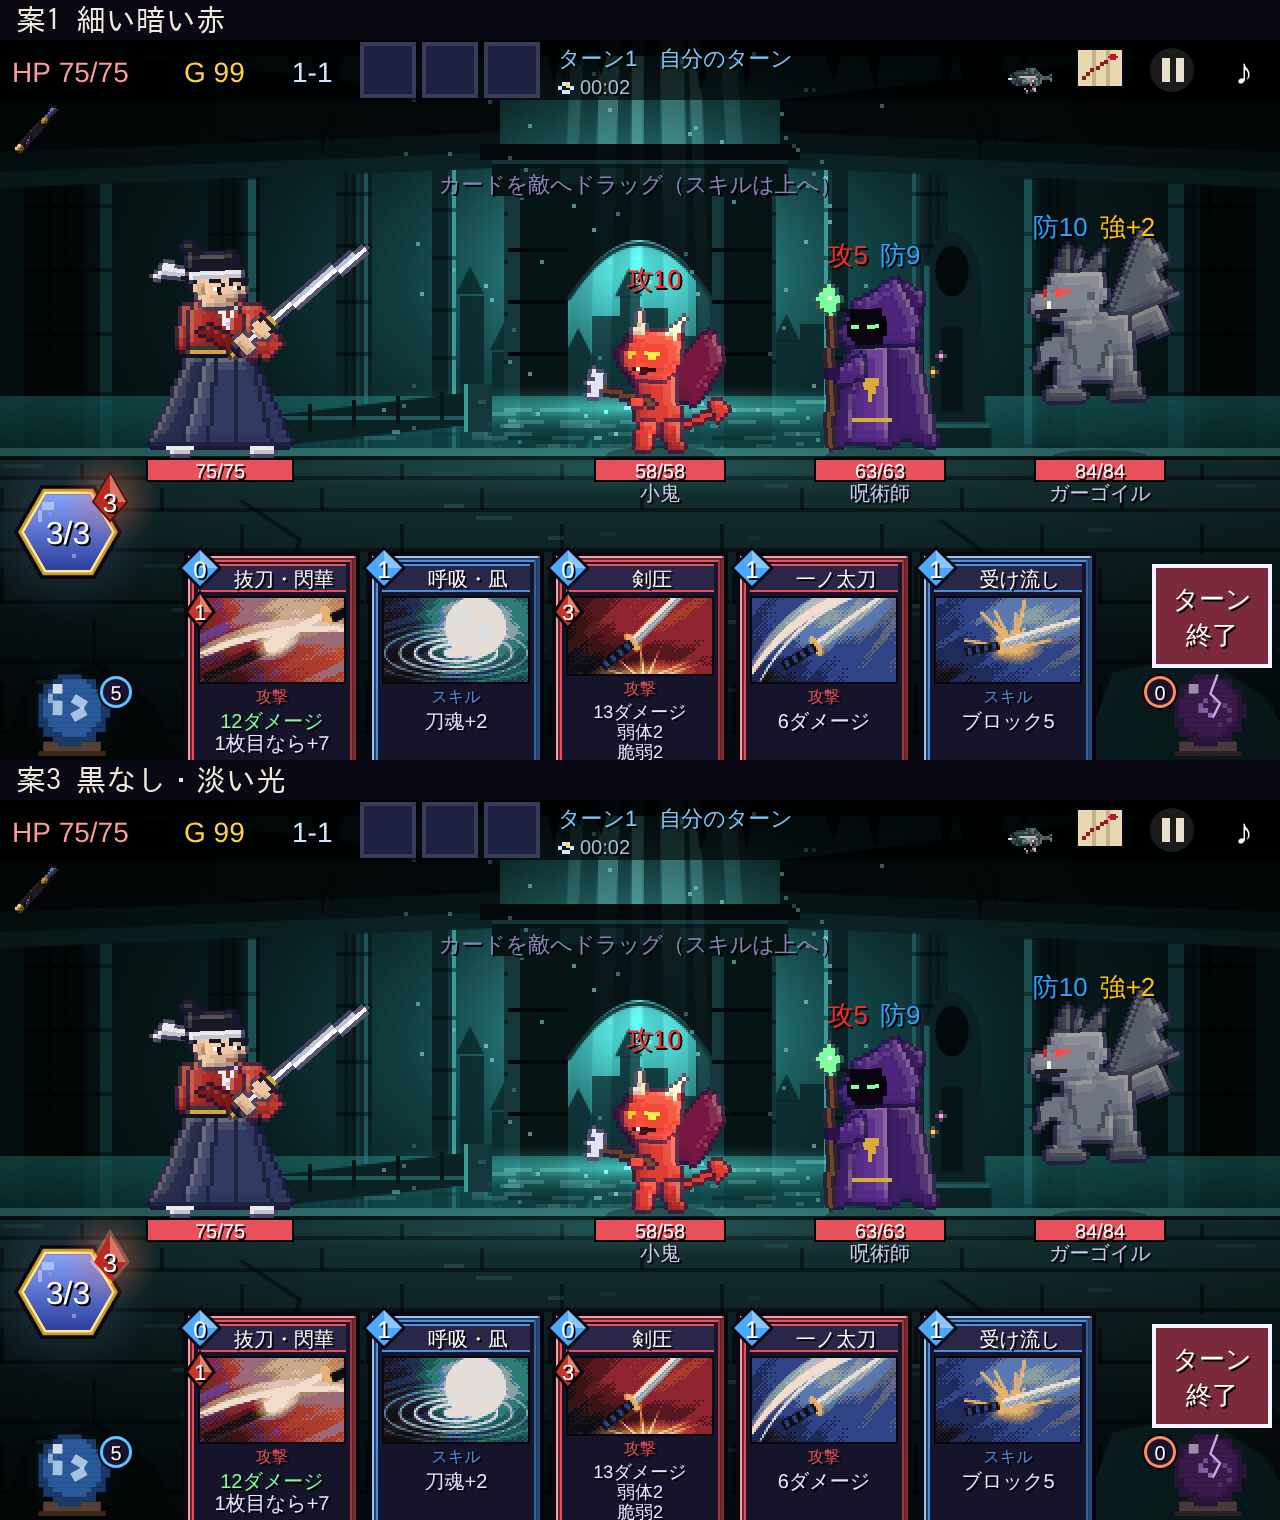 案1 細い暗い赤
HP 75/75 G 99 1-1 ターン1 自分のターン ♪
00:02
カードを敵へドラッグ（スキルは上へ）
防10 強+2
攻5 防9
攻10
75/75 58/58 63/63 84/84
小鬼 呪術師 ガーゴイル
3
3/3
0 抜刀・閃華 1 呼吸・凪 0 剣圧 1 一ノ太刀 1 受け流し
ターン
終了
1 3
5 0
攻撃 スキル 攻撃 攻撃 スキル
12ダメージ 刀魂+2 13ダメージ 6ダメージ ブロック5
1枚目なら+7 弱体2
脆弱2
案3 黒なし・淡い光
HP 75/75 G 99 1-1 ターン1 自分のターン ♪
00:02
カードを敵へドラッグ（スキルは上へ）
防10 強+2
攻5 防9
攻10
75/75 58/58 63/63 84/84
小鬼 呪術師 ガーゴイル
3
3/3
0 抜刀・閃華 1 呼吸・凪 0 剣圧 1 一ノ太刀 1 受け流し
ターン
終了
1 3
5 0
攻撃 スキル 攻撃 攻撃 スキル
12ダメージ 刀魂+2 13ダメージ 6ダメージ ブロック5
1枚目なら+7 弱体2
脆弱2